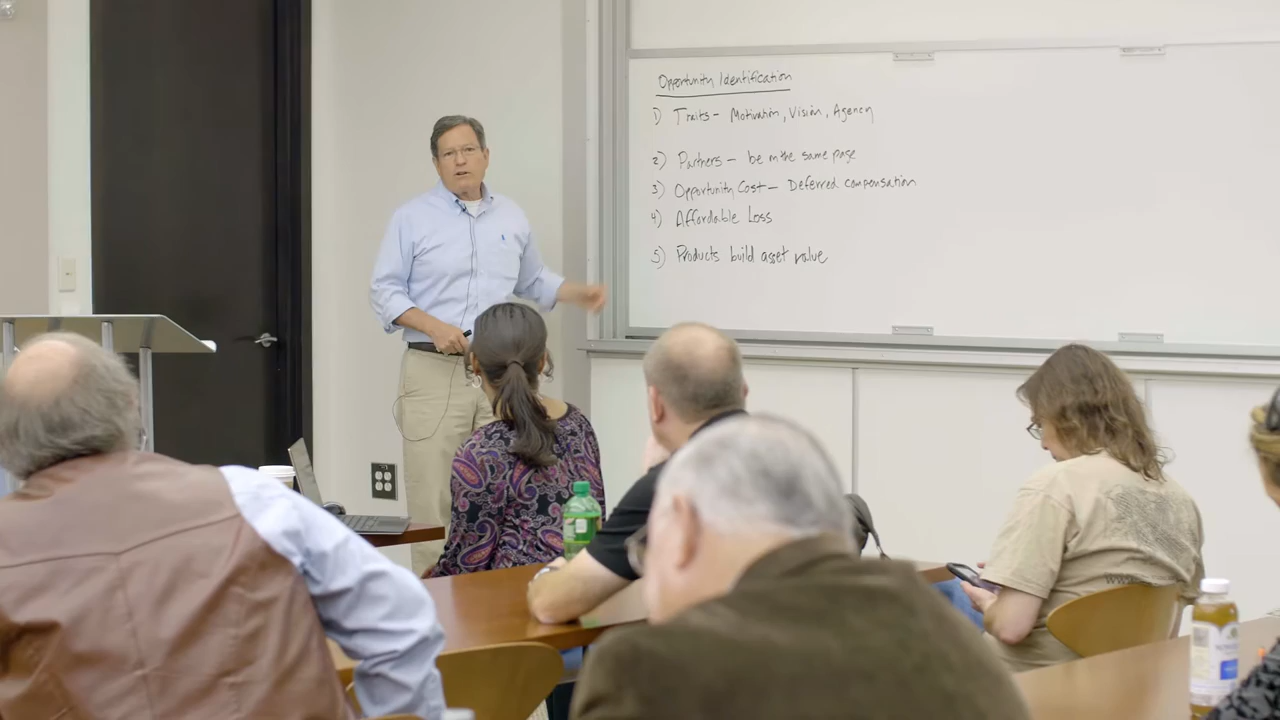 Opportunity Identification
1) Traits - Motivation, Vision, Agency
2) Partners - be on the same page
3) Opportunity Cost - Deferred compensation
4) Affordable Loss
5) Products build asset value